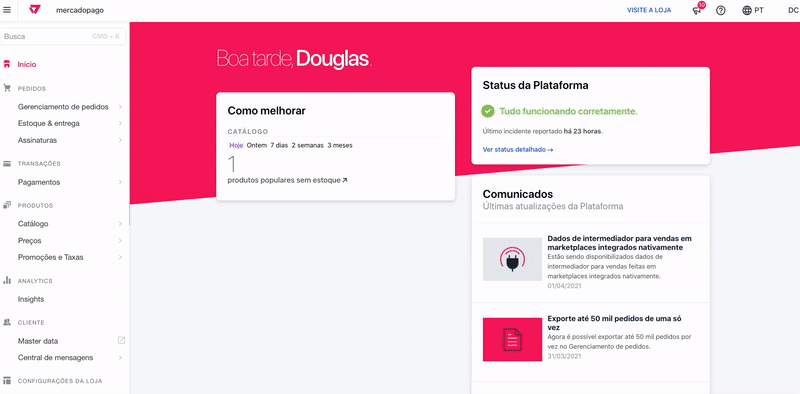 mercadopago
VISITE A LOJA
10
PT
DC
Busca
CMD + K
Início
PEDIDOS
Gerenciamento de pedidos
Estoque & entrega
Assinaturas
TRANSAÇÕES
Pagamentos
PRODUTOS
Catálogo
Preços
Promoções e Taxas
ANALYTICS
Insights
CLIENTE
Master data
Central de mensagens
CONFIGURAÇÕES DA LOJA
Boa tarde, Douglas.
Como melhorar
CATÁLOGO
Hoje Ontem 7 dias 2 semanas 3 meses
1
produtos populares sem estoque ↗
Status da Plataforma
Tudo funcionando corretamente.
Último incidente reportado há 23 horas.
Ver status detalhado →
Comunicados
Últimas atualizações da Plataforma
Dados de intermediador para vendas em
marketplaces integrados nativamente
Estão sendo disponibilizados dados de
intermediador para vendas feitas em
marketplaces integrados nativamente.
01/04/2021
Exporte até 50 mil pedidos de uma só
vez
Agora é possível exportar até 50 mil pedidos por
vez no Gerenciamento de pedidos.
31/03/2021